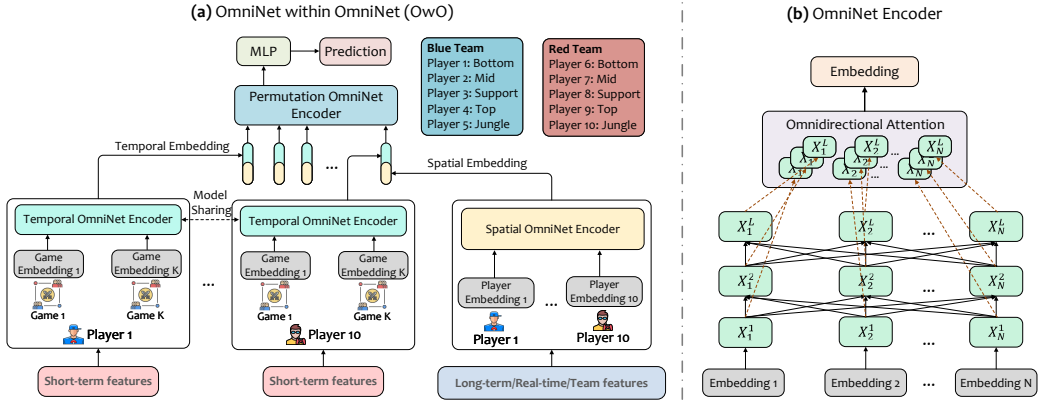 (a) OmniNet within OmniNet (OwO)
MLP
Prediction
Permutation OmniNet
Encoder
Blue Team
Player 1: Bottom
Player 2: Mid
Player 3: Support
Player 4: Top
Player 5: Jungle
Red Team
Player 6: Bottom
Player 7: Mid
Player 8: Support
Player 9: Top
Player 10: Jungle
Temporal Embedding
...
Spatial Embedding
Temporal OmniNet Encoder
Game
Embedding 1
Game
Embedding K
Game 1
Game K
Player 1
Short-term features
Model
Sharing
...
Temporal OmniNet Encoder
Game
Embedding 1
Game
Embedding K
Game 1
Game K
Player 10
Short-term features
Spatial OmniNet Encoder
Player
Embedding 1
...
Player
Embedding 10
Player 1
Player 10
Long-term/Real-time/Team features
(b) OmniNet Encoder
Embedding
Omnidirectional Attention
X_1^L X_2^L ... X_N^L
X_1^L X_2^L ... X_N^L
X_1^2 X_2^2 ... X_N^2
X_1^1 X_2^1 ... X_N^1
Embedding 1 Embedding 2 ... Embedding N